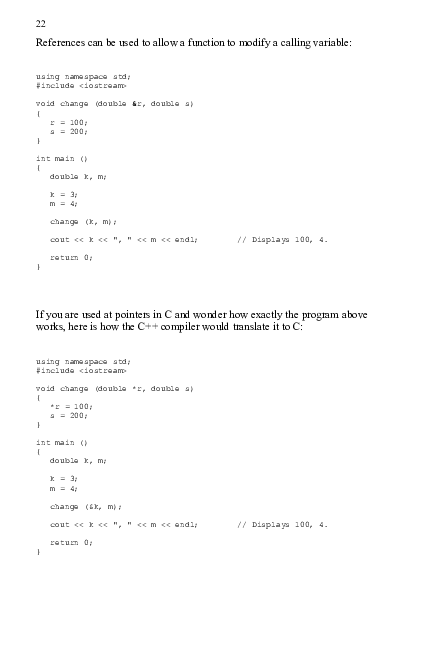 22
References can be used to allow a function to modify a calling variable:
using namespace std;
#include <iostream>
void change (double &r, double s)
{
r = 100;
s = 200;
}
int main ()
{
double k, m;
k = 3;
m = 4;
change (k, m);
cout << k << ", " << m << endl;        // Displays 100, 4.
return 0;
}
If you are used at pointers in C and wonder how exactly the program above
works, here is how the C++ compiler would translate it to C:
using namespace std;
#include <iostream>
void change (double *r, double s)
{
*r = 100;
s = 200;
}
int main ()
{
double k, m;
k = 3;
m = 4;
change (&k, m);
cout << k << ", " << m << endl;        // Displays 100, 4.
return 0;
}